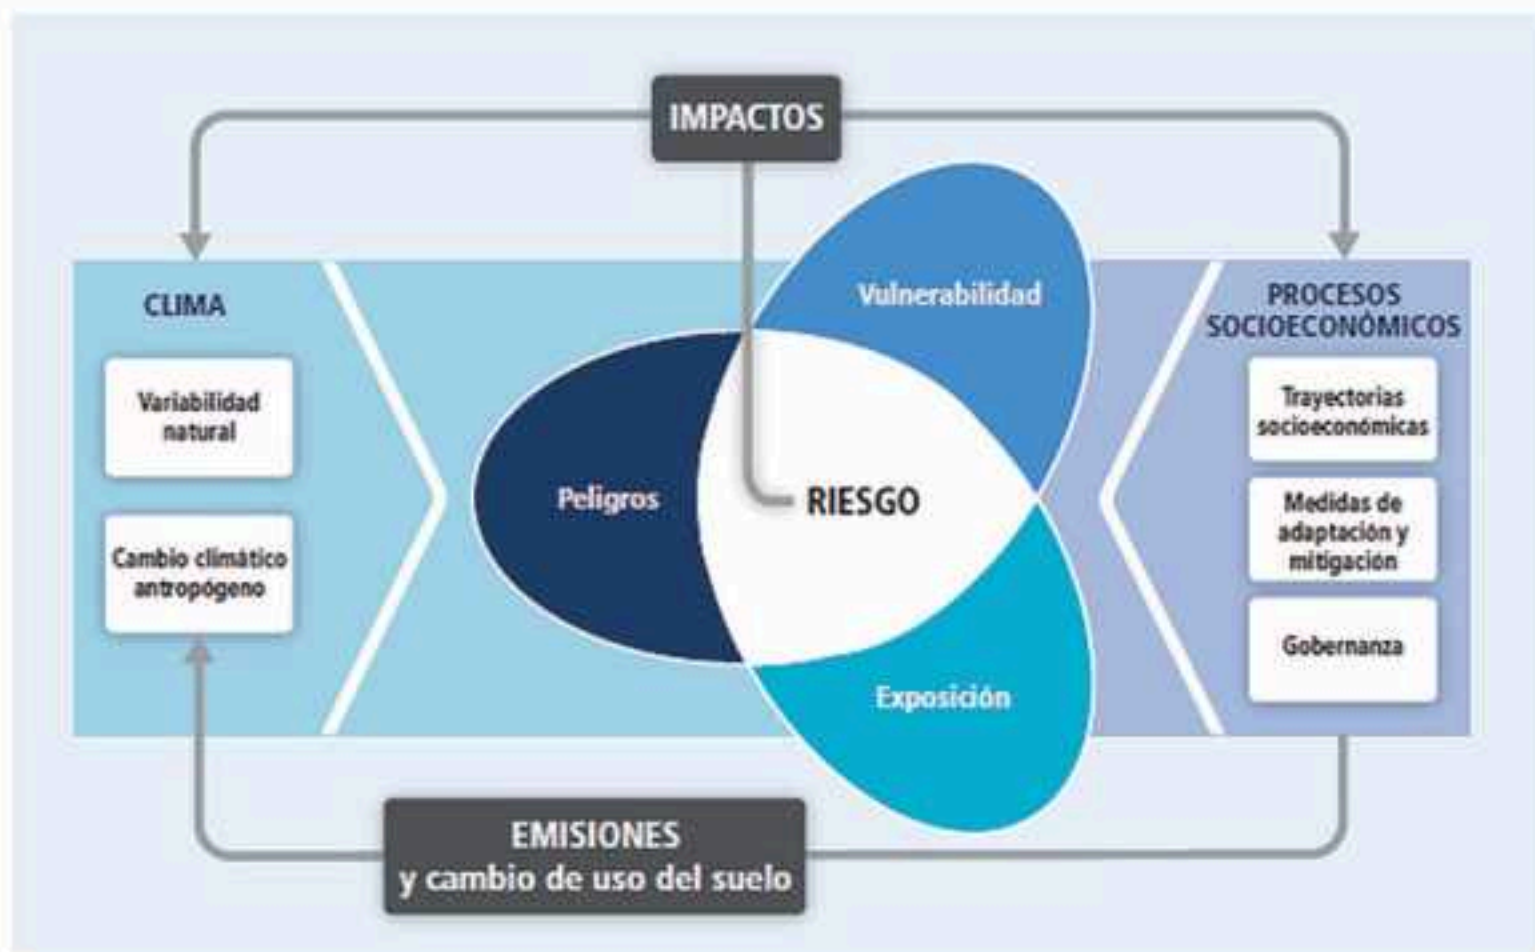 IMPACTOS
CLIMA
Variabilidad
natural
Cambio climático
antropógeno
Vulnerabilidad
Peligros
RIESGO
Exposición
PROCESOS
SOCIOECONÓMICOS
Trayectorias
socioeconómicas
Medidas de
adaptación y
mitigación
Gobernanza
EMISIONES
y cambio de uso del suelo